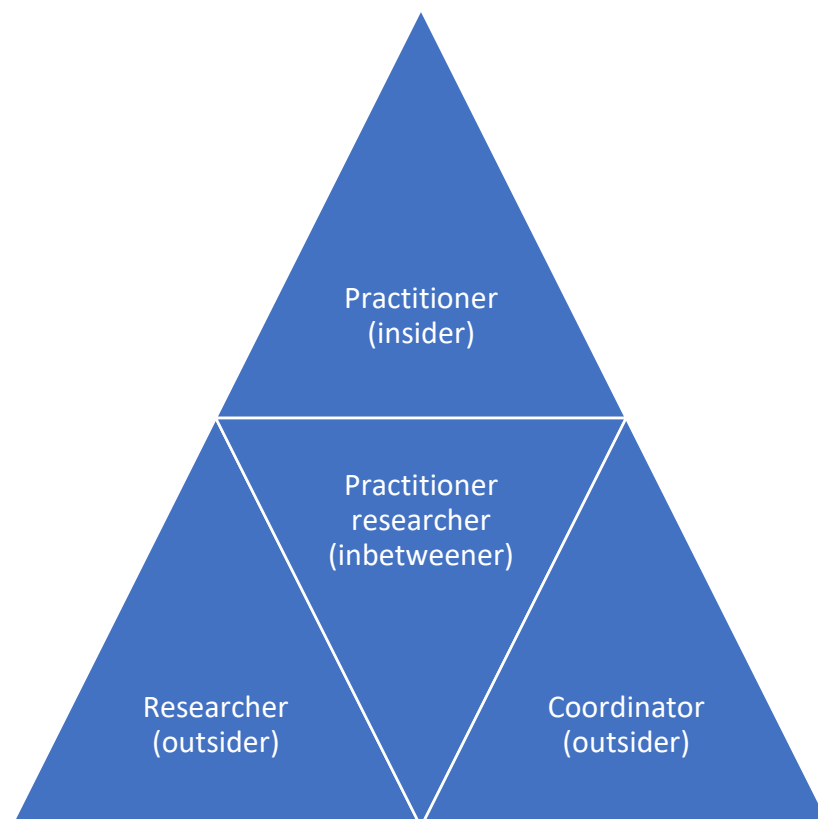 Practitioner
(insider)
Practitioner
researcher
(inbetweener)
Researcher
(outsider)
Coordinator
(outsider)